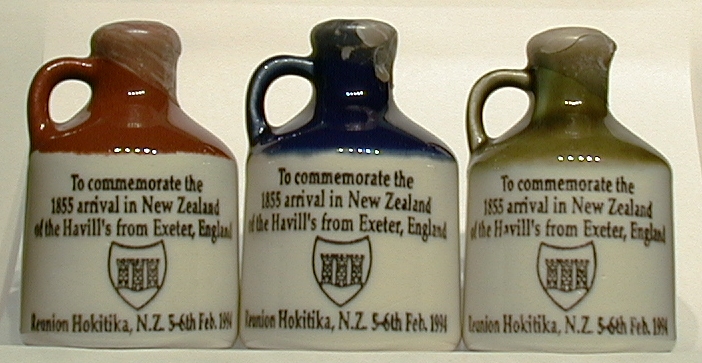 To commemorate the
1855 arrival in New Zealand
of the Havill's from Exeter, England
Reunion Hokitika, N.Z. 5-6th Feb. 1994
To commemorate the
1855 arrival in New Zealand
of the Havill's from Exeter, England
Reunion Hokitika, N.Z. 5-6th Feb. 1994
To commemorate the
1855 arrival in New Zealand
of the Havill's from Exeter, England
Reunion Hokitika, N.Z. 5-6th Feb. 1994